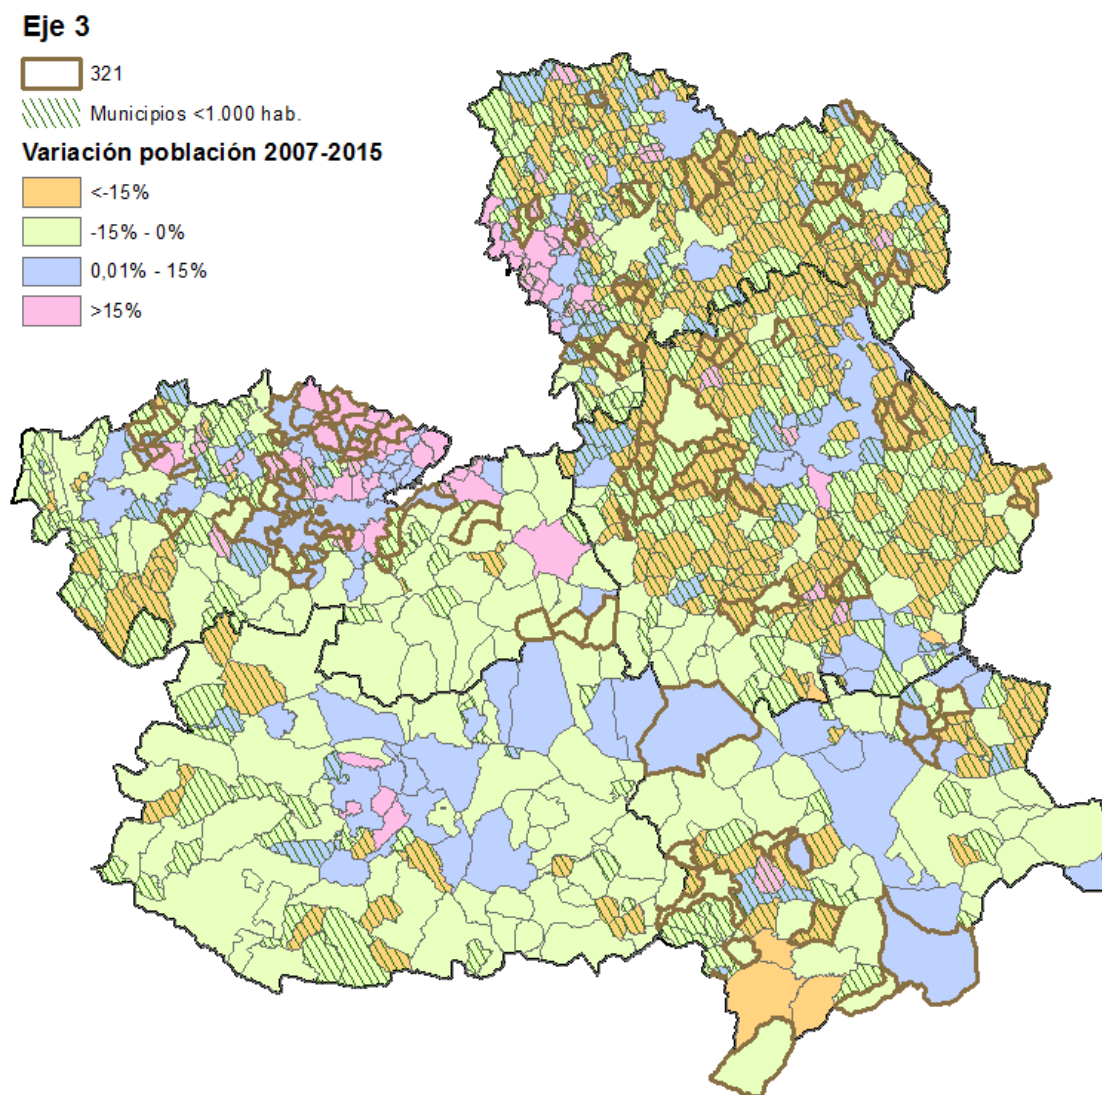 Eje 3
321
Municipios <1.000 hab.
Variación población 2007-2015
<-15%
-15% - 0%
0,01% - 15%
>15%